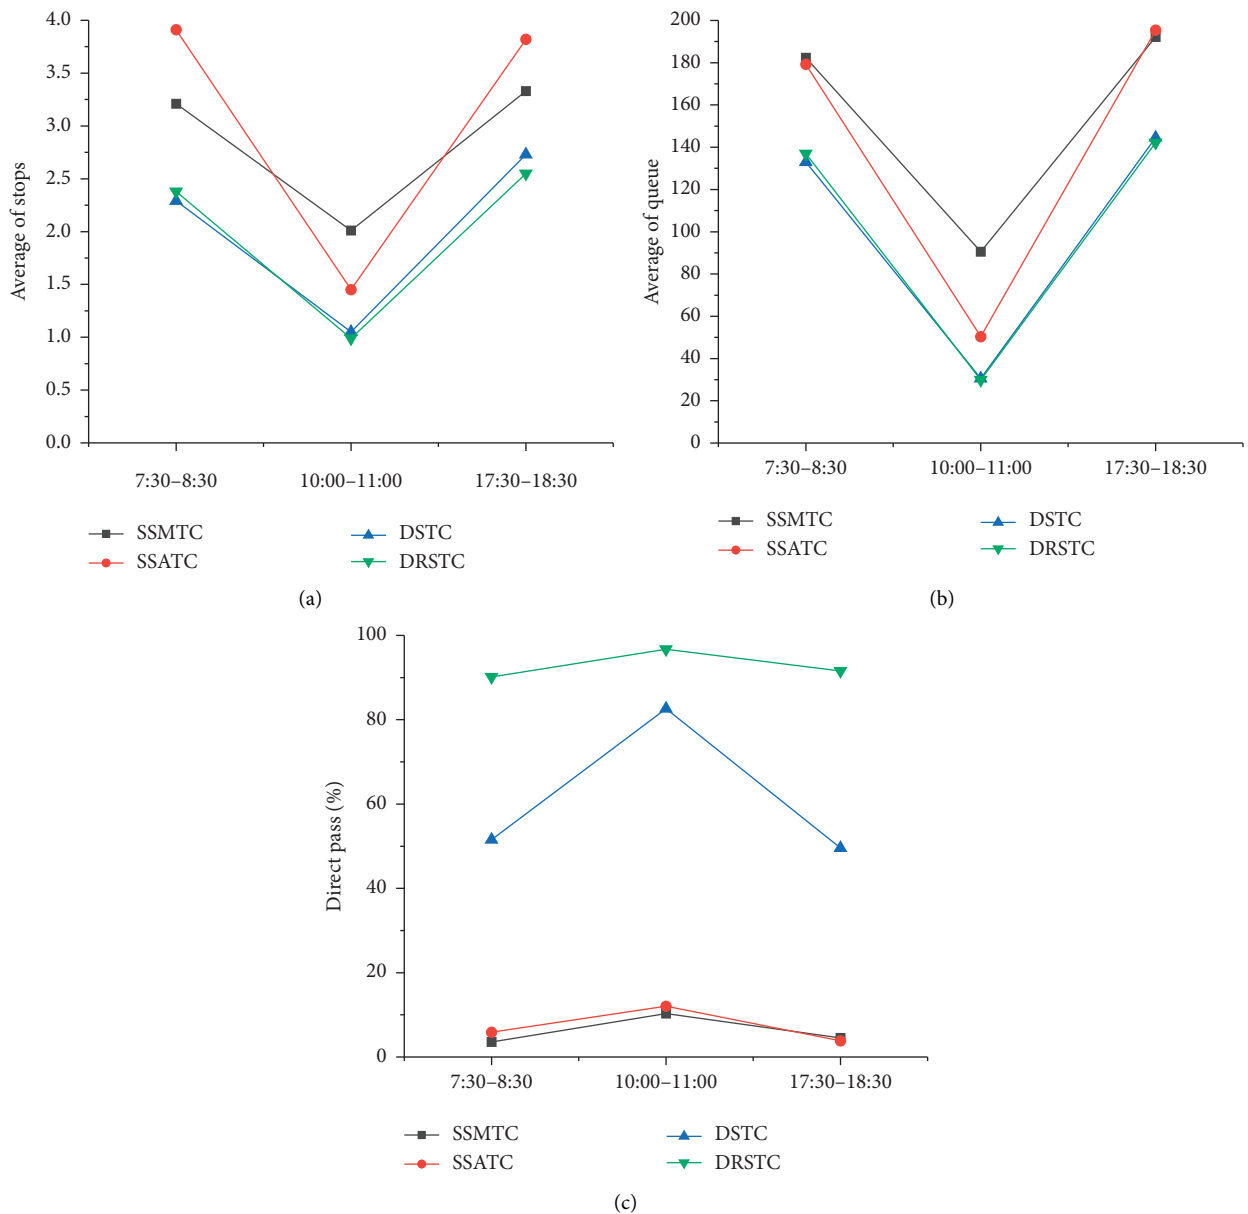 4.0
3.5
3.0
2.5
2.0
1.5
1.0
0.5
0.0
Average of stops
7:30–8:30
10:00–11:00
17:30–18:30
SSMTC
DSTC
SSATC
DRSTC
(a)
200
180
160
140
120
100
80
60
40
20
0
Average of queue
7:30–8:30
10:00–11:00
17:30–18:30
SSMTC
DSTC
SSATC
DRSTC
(b)
100
80
60
40
20
0
Direct pass (%)
7:30–8:30
10:00–11:00
17:30–18:30
SSMTC
DSTC
SSATC
DRSTC
(c)